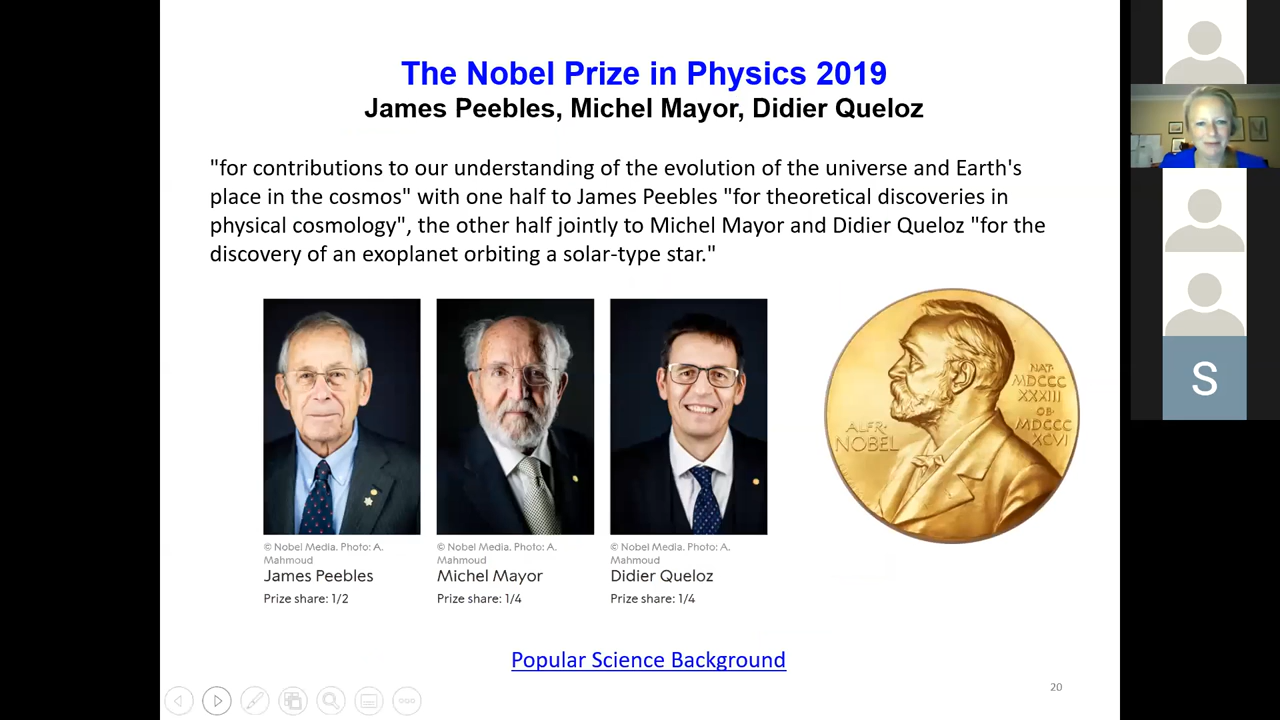 The Nobel Prize in Physics 2019
James Peebles, Michel Mayor, Didier Queloz
"for contributions to our understanding of the evolution of the universe and Earth's
place in the cosmos" with one half to James Peebles "for theoretical discoveries in
physical cosmology", the other half jointly to Michel Mayor and Didier Queloz "for the
discovery of an exoplanet orbiting a solar-type star."
© Nobel Media. Photo: A.
Mahmoud
James Peebles
Prize share: 1/2
© Nobel Media. Photo: A.
Mahmoud
Michel Mayor
Prize share: 1/4
© Nobel Media. Photo: A.
Mahmoud
Didier Queloz
Prize share: 1/4
ALFR·
NOBEL
NAT·
MDCCC
XXXIII
OB·
MDCCC
XCVI
Popular Science Background
20
S